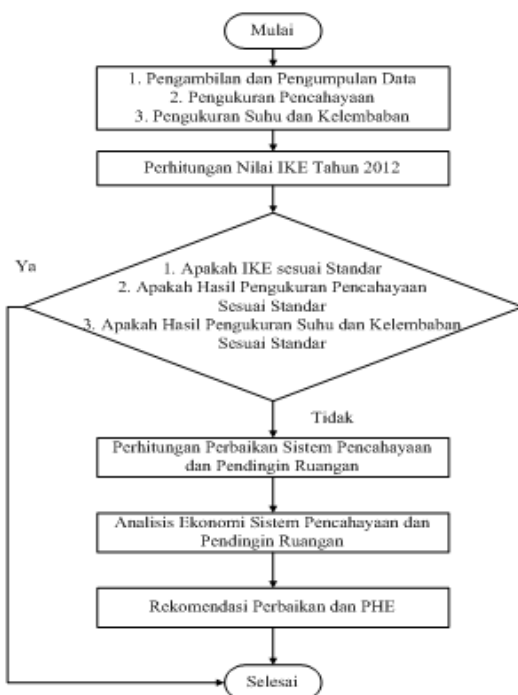 Mulai
1. Pengambilan dan Pengumpulan Data
2. Pengukuran Pencahayaan
3. Pengukuran Suhu dan Kelembaban
Perhitungan Nilai IKE Tahun 2012
Ya
1. Apakah IKE sesuai Standar
2. Apakah Hasil Pengukuran Pencahayaan
Sesuai Standar
3. Apakah Hasil Pengukuran Suhu dan Kelembaban
Sesuai Standar
Tidak
Perhitungan Perbaikan Sistem Pencahayaan
dan Pendingin Ruangan
Analisis Ekonomi Sistem Pencahayaan dan
Pendingin Ruangan
Rekomendasi Perbaikan dan PHE
Selesai